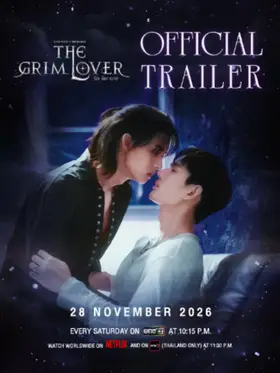 THE
GRIM LOVER
OFFICIAL
TRAILER
28 NOVEMBER 2026
EVERY SATURDAY ON one31 AT 10:15 P.M.
WATCH WORLDWIDE ON NETFLIX AND ON (THAILAND ONLY) AT 11:30 P.M.